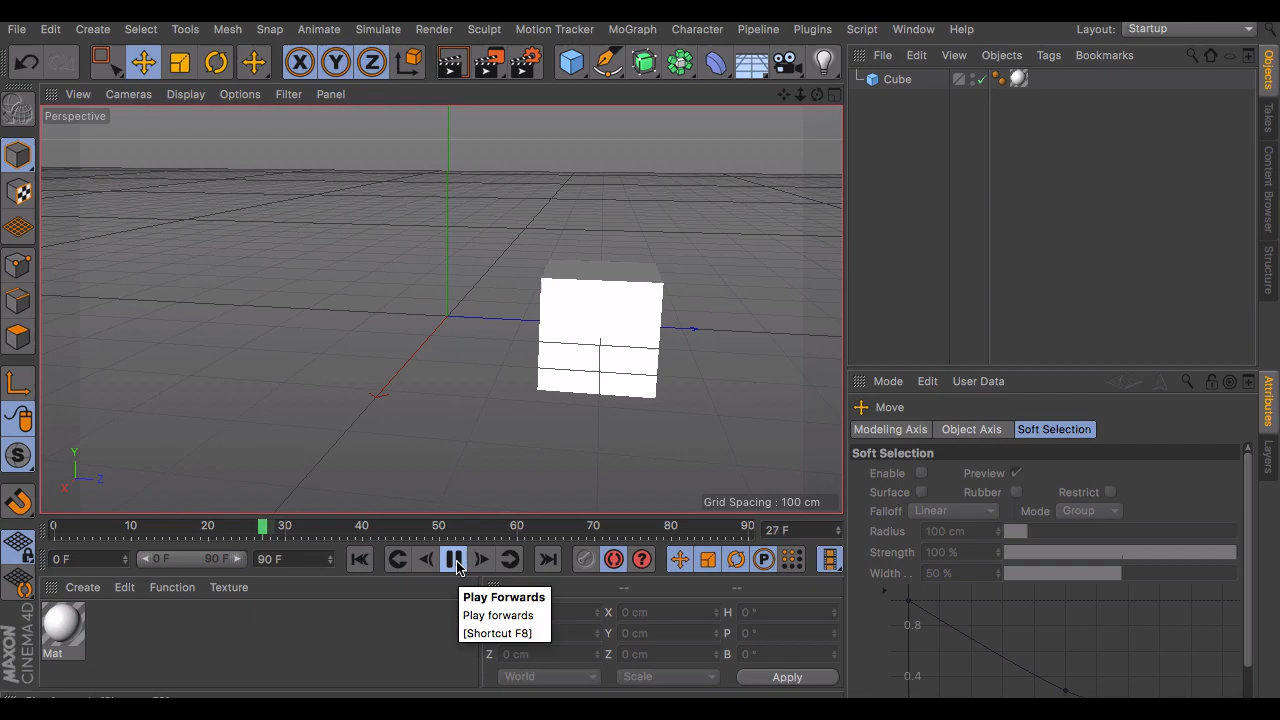 File Edit Create Select Tools Mesh Snap Animate Simulate Render Sculpt Motion Tracker MoGraph Character Pipeline Plugins Script Window Help Layout: Startup
X Y Z
File Edit View Objects Tags Bookmarks
View Cameras Display Options Filter Panel
Cube
Perspective
Objects
Takes
Content Browser
Structure
Y
Z
X
Grid Spacing : 100 cm
Mode Edit User Data
Move
Modeling Axis Object Axis Soft Selection
Soft Selection
Enable Preview
Surface Rubber Restrict
Falloff Linear Mode Group
Radius 100 cm
Strength 100 %
Width . . 50 %
0.8
0.4
Attributes
Layers
0 10 20 30 40 50 60 70 80 90 27 F
0 F 0 F 90 F 90 F
Create Edit Function Texture
-- --
Play Forwards
Play forwards
[Shortcut F8]
X 0 cm H 0 °
Y 0 cm P 0 °
Z 0 cm Z 0 cm B 0 °
World Scale Apply
Mat
MAXON
CINEMA 4D